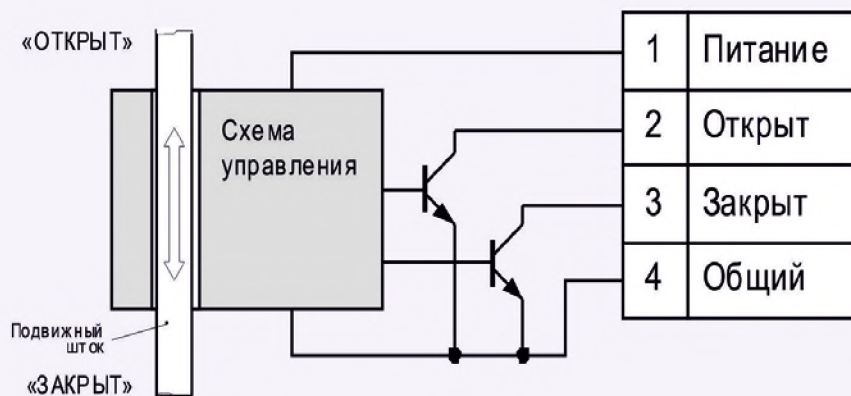 «ОТКРЫТ»
1 Питание
Схема
управления
2 Открыт
3 Закрыт
4 Общий
Подвижный
шток
«ЗАКРЫТ»